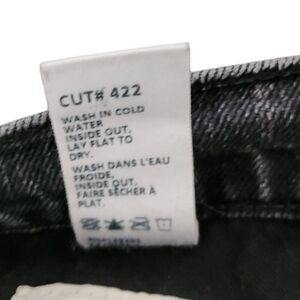 CUT# 422
WASH IN COLD
WATER
INSIDE OUT.
LAY FLAT TO
DRY.
WASH DANS L'EAU
FROIDE,
INSIDE OUT.
FAIRE SÉCHER À
PLAT.